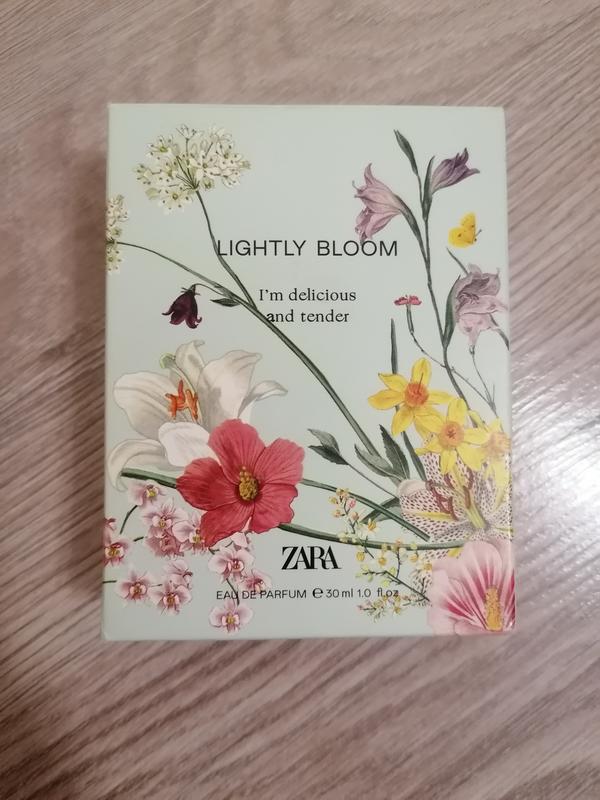 LIGHTLY BLOOM
I'm delicious
and tender
ZARA
EAU DE PARFUM ℮ 30 ml 1.0 fl.oz